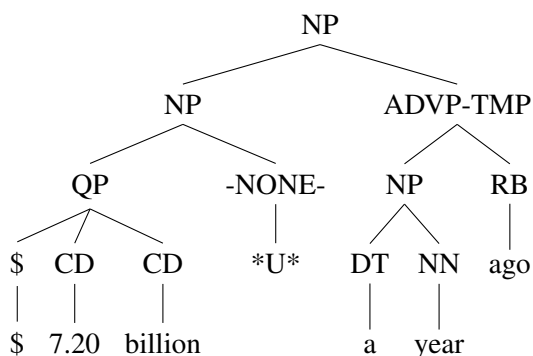 NP
NP ADVP-TMP
QP -NONE- NP RB
$ CD CD *U* DT NN ago
$ 7.20 billion a year